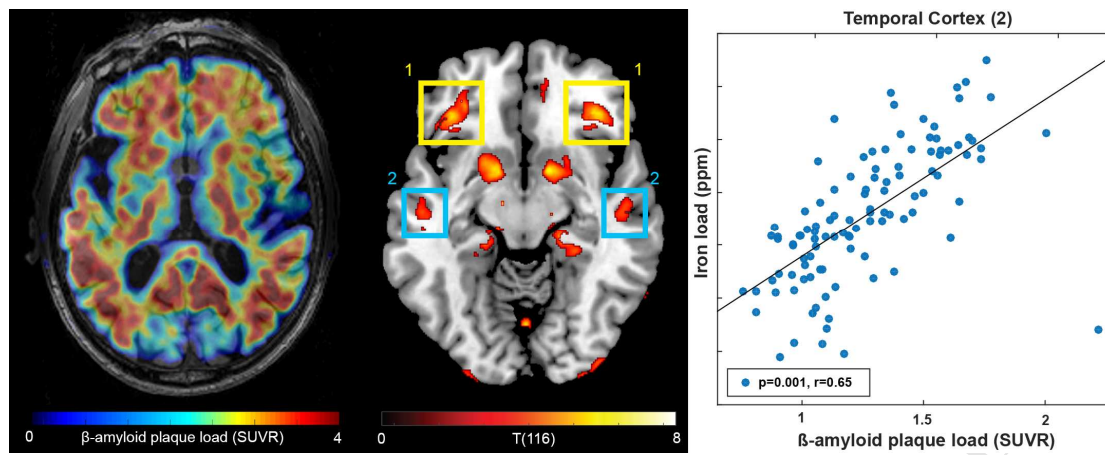 0
β-amyloid plaque load (SUVR)
4
1
1
2
2
0
T(116)
8
Temporal Cortex (2)
Iron load (ppm)
p=0.001, r=0.65
1
1.5
2
ß-amyloid plaque load (SUVR)